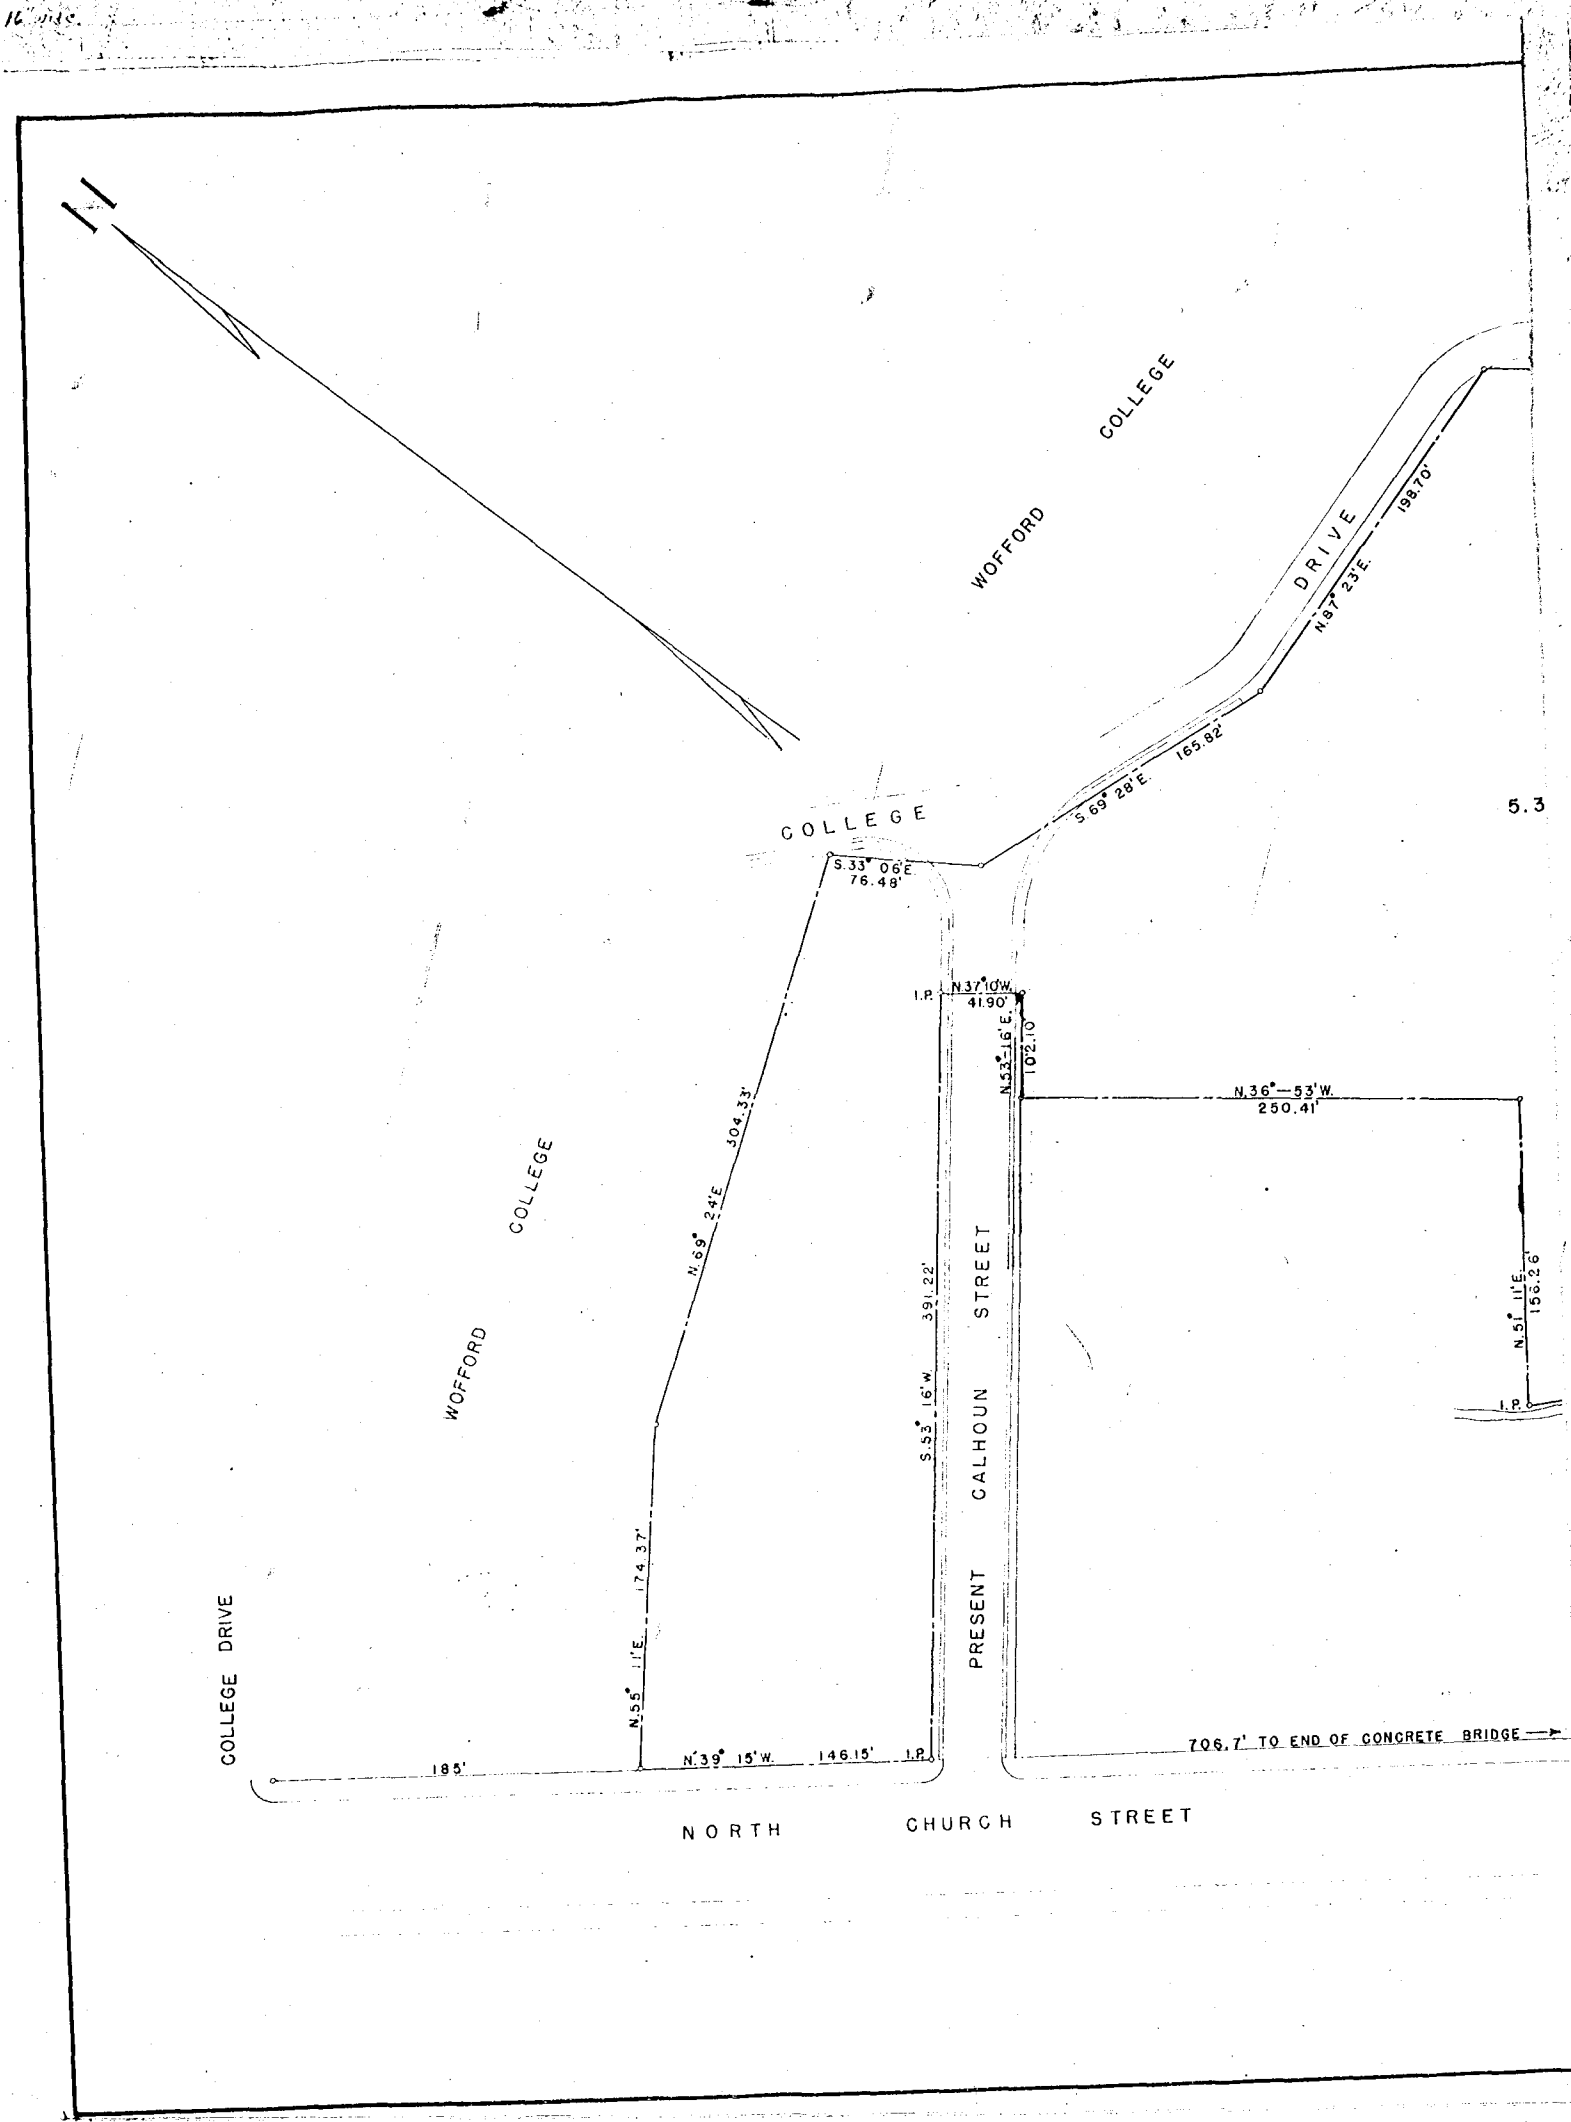 COLLEGE
WOFFORD
DRIVE
198.70'
N.87° 23'E.
165.82'
S.69° 28'E.
5.3
COLLEGE
S.33° 06'E.
76.48'
I.P.
N.37°10'W.
41.90'
N.53°-16'E.
102.10'
N.36°—53'W.
250.41'
304.33'
N.69° 24'E
COLLEGE
WOFFORD
391.22'
S.53° 16'W.
PRESENT CALHOUN STREET
N.51° 11'E.
156.26'
I.P.
174.37'
N.55° 11'E.
COLLEGE DRIVE
185'
N.39° 15'W. 146.15' I.P.
706.7' TO END OF CONCRETE BRIDGE
NORTH CHURCH STREET